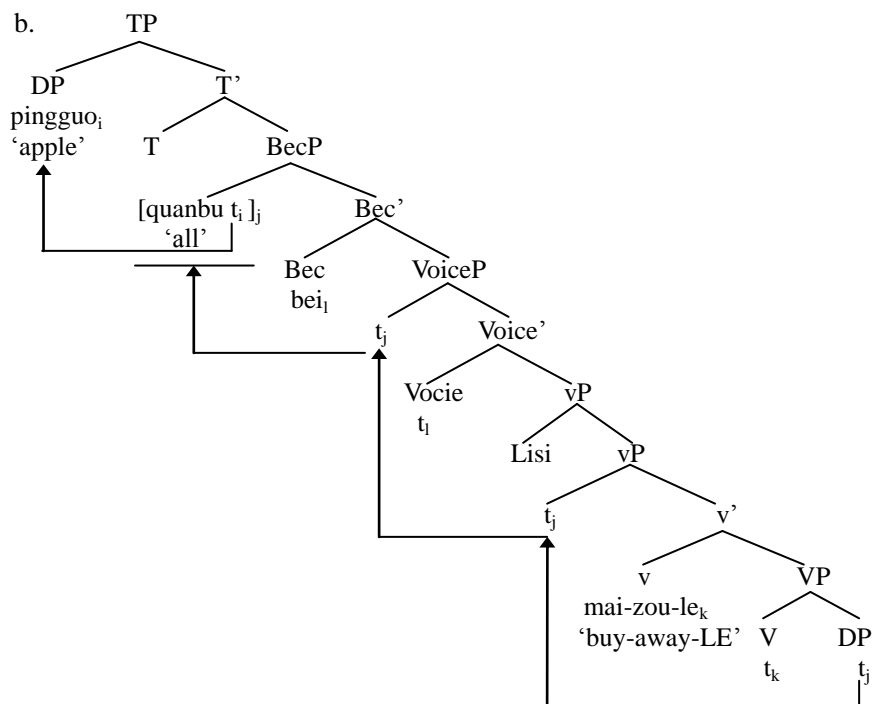 b. TP
DP T’
pingguoi
‘apple’ T BecP
[quanbu ti ]j Bec’
‘all’
Bec VoiceP
beil
tj Voice’
Vocie vP
tl
Lisi vP
tj v’
v VP
mai-zou-lek
‘buy-away-LE’ V DP
tk tj